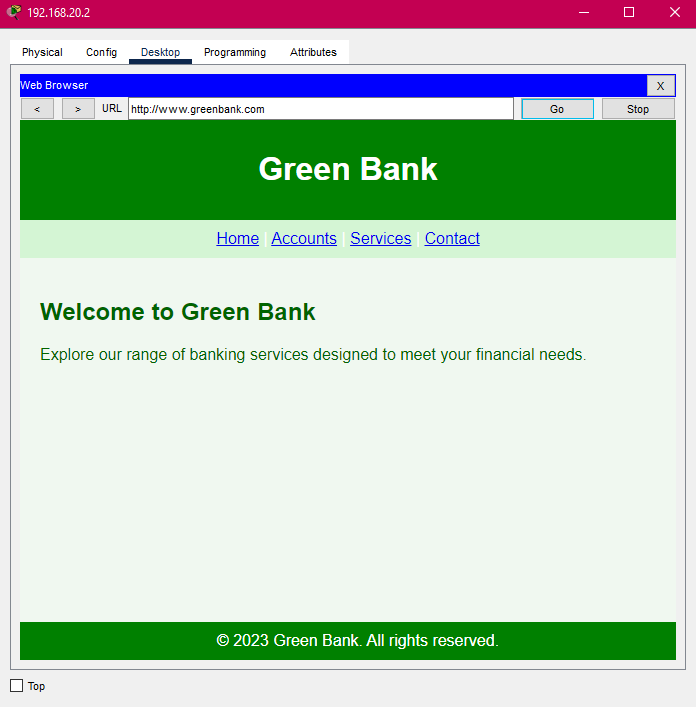 192.168.20.2
Physical Config Desktop Programming Attributes
Web Browser X
< > URL http://www.greenbank.com Go Stop
Green Bank
Home | Accounts | Services | Contact
Welcome to Green Bank
Explore our range of banking services designed to meet your financial needs.
© 2023 Green Bank. All rights reserved.
Top